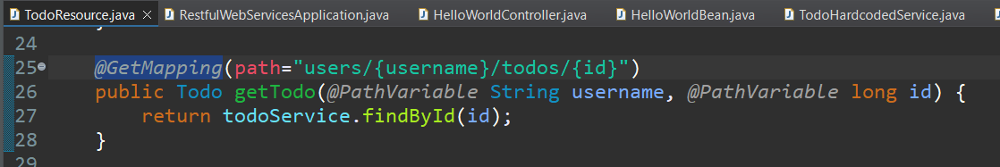 TodoResource.java RestfulWebServicesApplication.java HelloWorldController.java HelloWorldBean.java TodoHardcodedService.java
24
25 @GetMapping(path="users/{username}/todos/{id}")
26 public Todo getTodo(@PathVariable String username, @PathVariable long id) {
27 return todoService.findById(id);
28 }
29